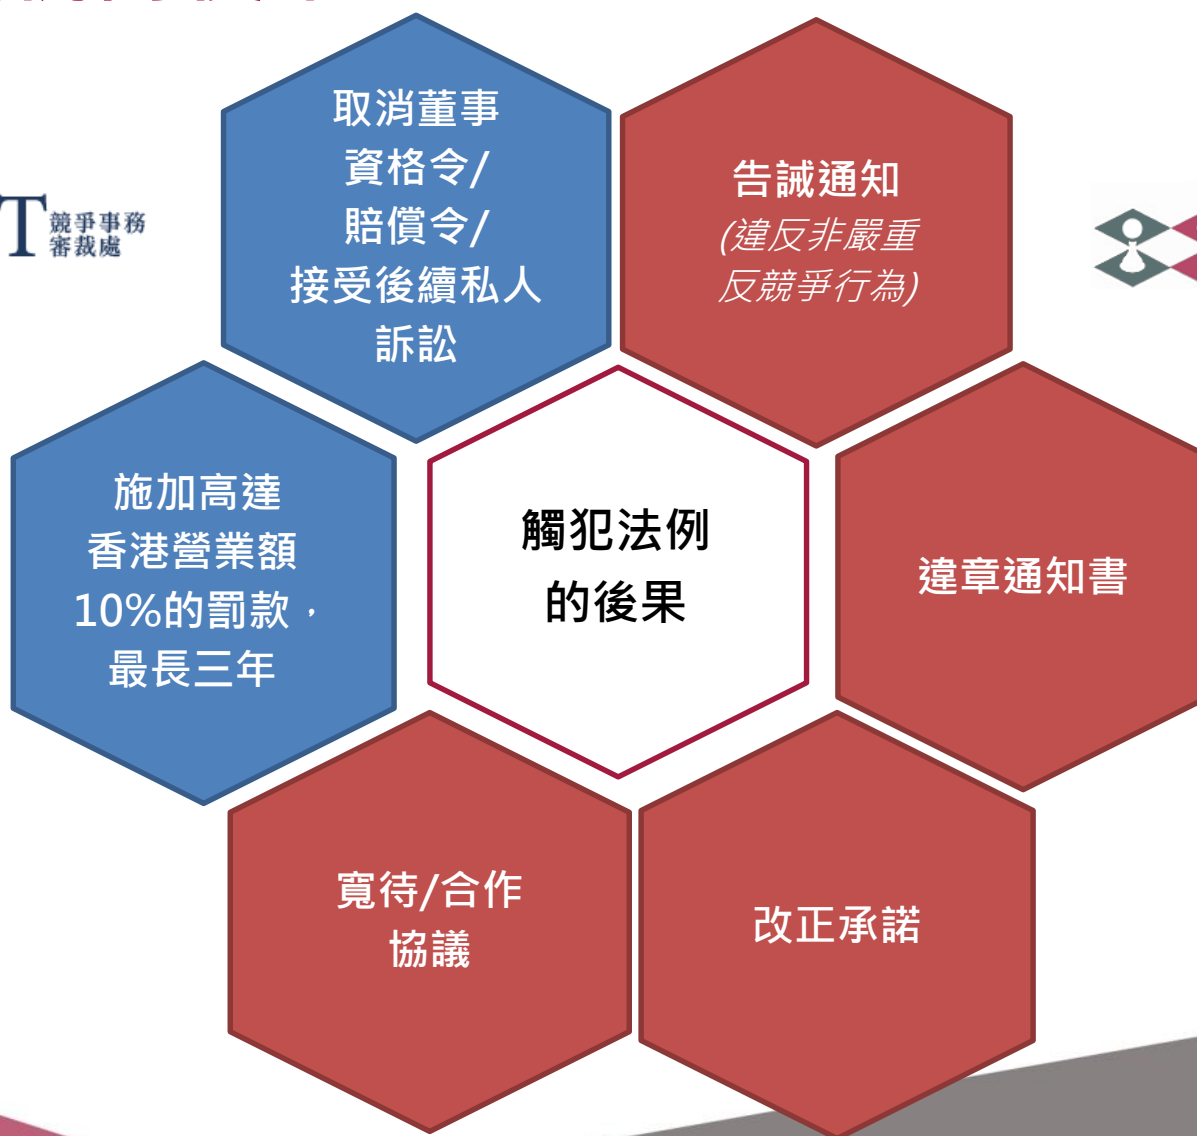 取消董事
資格令/
賠償令/
接受後續私人
訴訟
告誡通知
(違反非嚴重
反競爭行為)
T 競爭事務
審裁處
施加高達
香港營業額
10%的罰款，
最長三年
觸犯法例
的後果
違章通知書
寬待/合作
協議
改正承諾